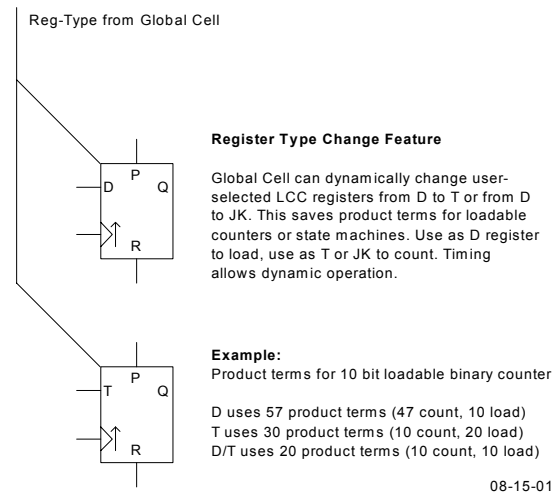 Reg-Type from Global Cell
P
D
Q
R
Register Type Change Feature
Global Cell can dynamically change user-
selected LCC registers from D to T or from D
to JK. This saves product terms for loadable
counters or state machines. Use as D register
to load, use as T or JK to count. Timing
allows dynamic operation.
P
T
Q
R
Example:
Product terms for 10 bit loadable binary counter
D uses 57 product terms (47 count, 10 load)
T uses 30 product terms (10 count, 20 load)
D/T uses 20 product terms (10 count, 10 load)
08-15-01